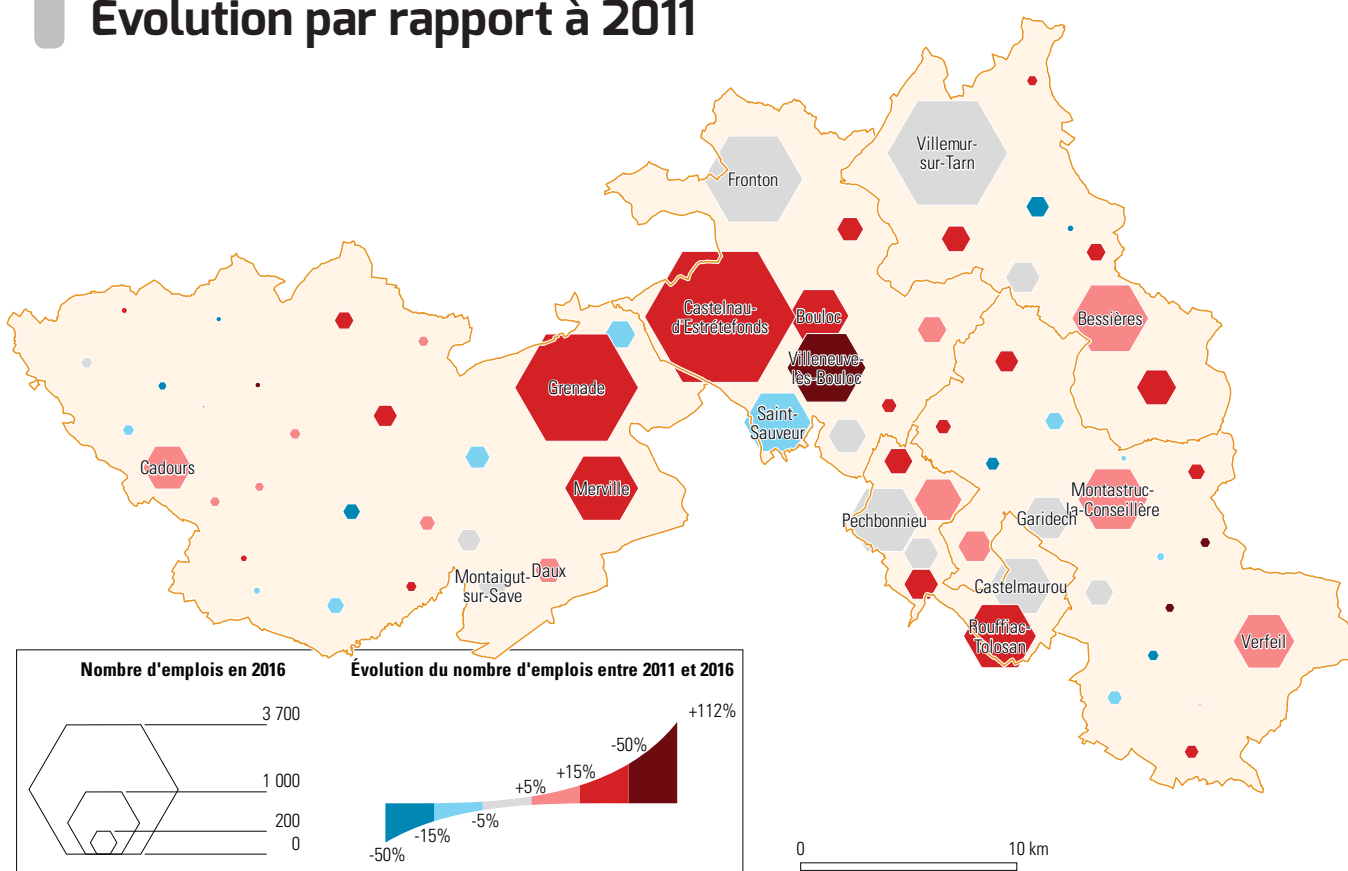 Évolution par rapport à 2011
Villemur-
sur-Tarn
Fronton
Castelnau-
d'Estrétefonds
Bouloc
Bessières
Villeneuve-
lès-Bouloc
Grenade
Saint-
Sauveur
Cadours
Merville
Montastruc-
la-Conseillère
Pechbonnieu
Garidech
Daux
Montaigut-
sur-Save
Castelmaurou
Rouffiac-
Tolosan
Verfeil
Nombre d'emplois en 2016
3 700
1 000
200
0
Évolution du nombre d'emplois entre 2011 et 2016
+112%
-50%
+15%
+5%
-5%
-15%
-50%
0
10 km